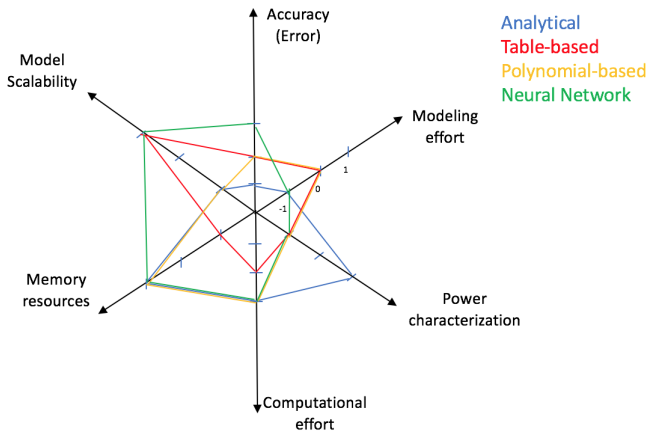 Accuracy
(Error)
Analytical
Table-based
Polynomial-based
Neural Network
Model
Scalability
Modeling
effort
1
0
-1
Memory
resources
Power
characterization
Computational
effort